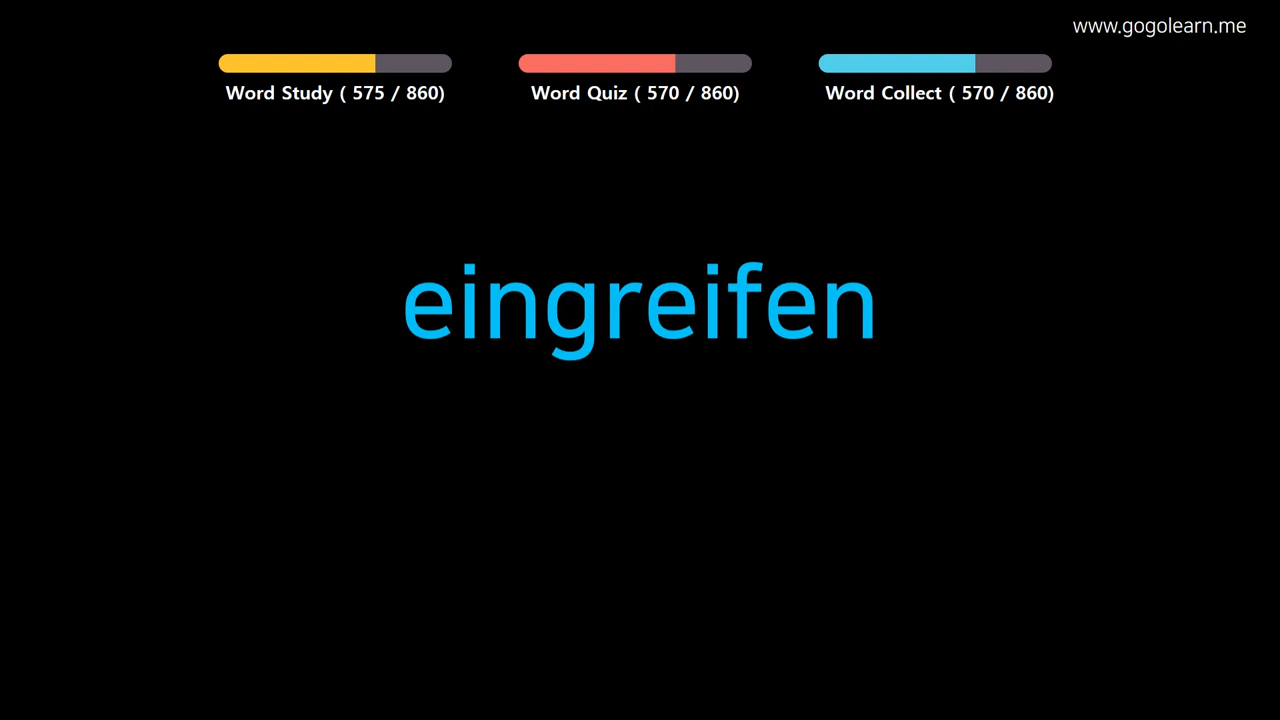 www.gogolearn.me
Word Study ( 575 / 860)
Word Quiz ( 570 / 860)
Word Collect ( 570 / 860)
eingreifen